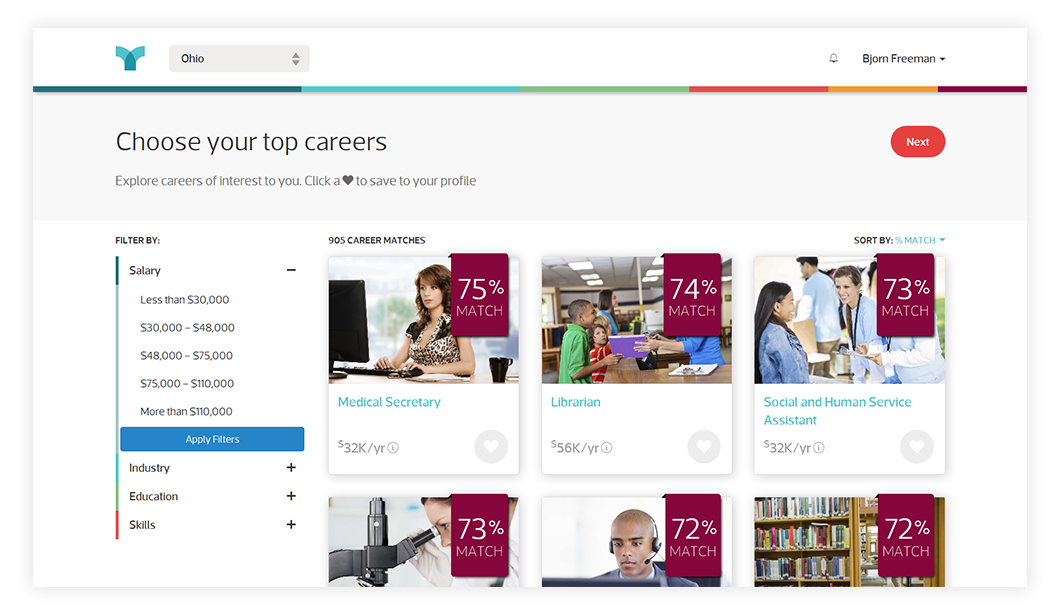 Ohio
Bjorn Freeman
Choose your top careers
Next
Explore careers of interest to you. Click a ♥ to save to your profile
FILTER BY:
905 CAREER MATCHES
SORT BY: % MATCH
Salary
Less than $30,000
$30,000 – $48,000
$48,000 – $75,000
$75,000 – $110,000
More than $110,000
Apply Filters
Industry
Education
Skills
75%
MATCH
Medical Secretary
$32K/yr
74%
MATCH
Librarian
$56K/yr
73%
MATCH
Social and Human Service
Assistant
$32K/yr
73%
MATCH
72%
MATCH
72%
MATCH